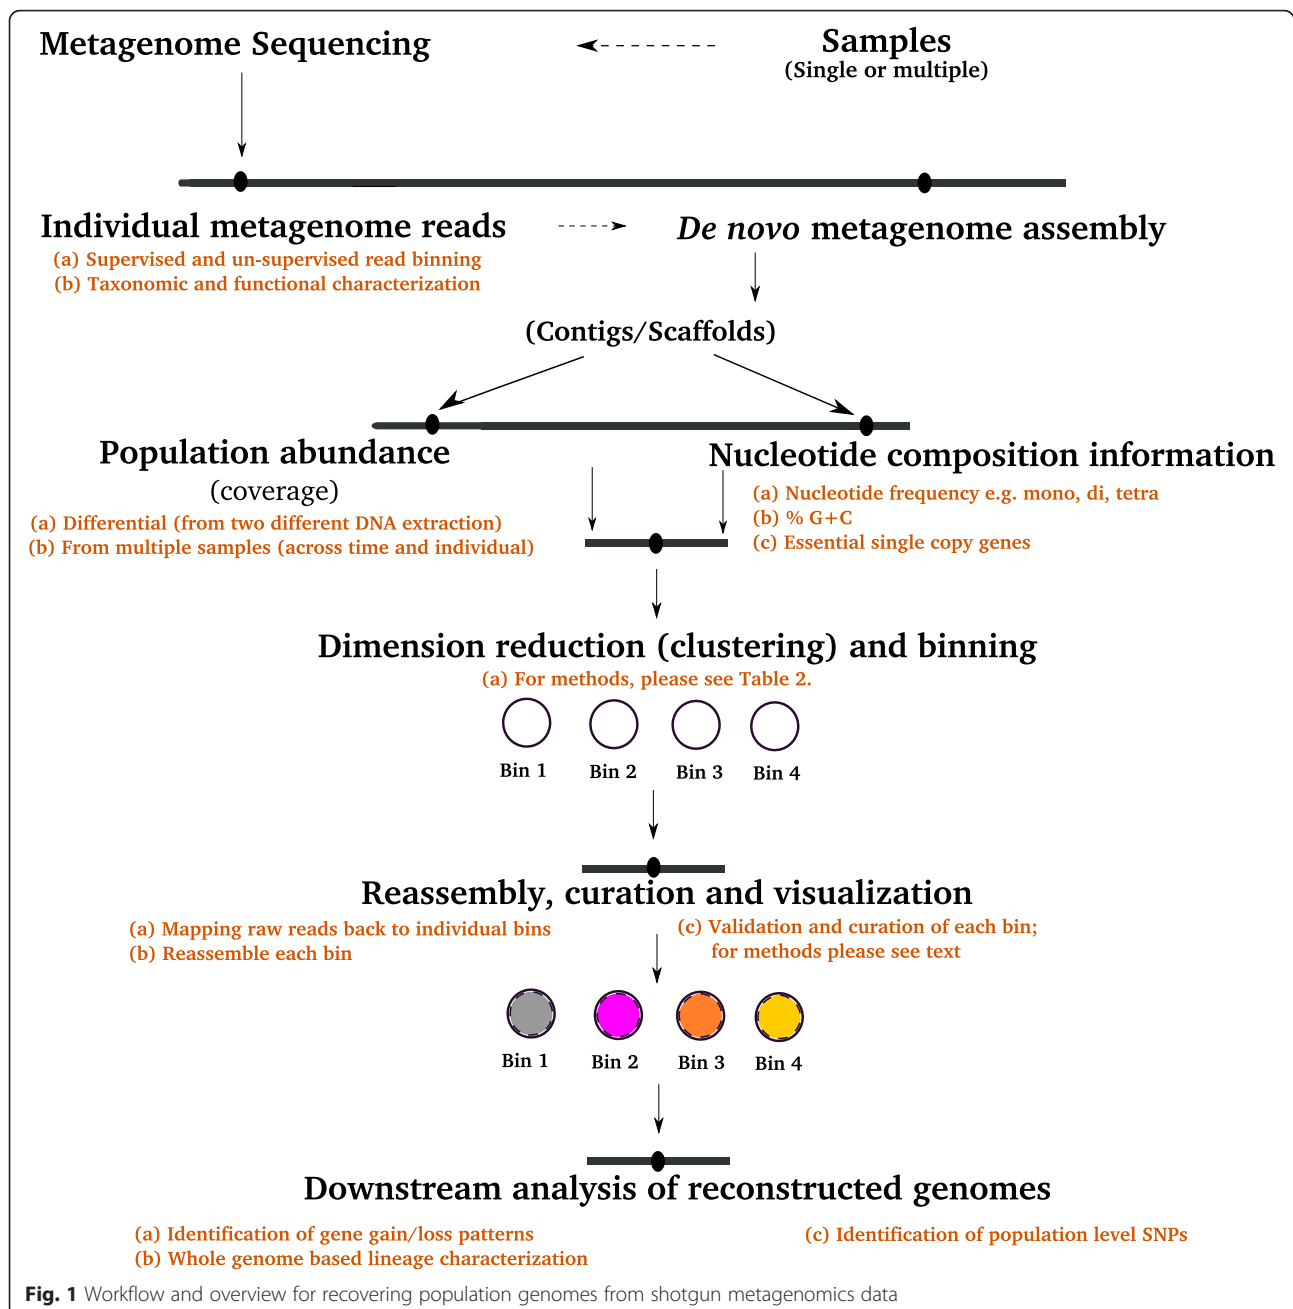 Metagenome Sequencing
Samples
(Single or multiple)
Individual metagenome reads
(a) Supervised and un-supervised read binning
(b) Taxonomic and functional characterization
De novo metagenome assembly
(Contigs/Scaffolds)
Population abundance
(coverage)
(a) Differential (from two different DNA extraction)
(b) From multiple samples (across time and individual)
Nucleotide composition information
(a) Nucleotide frequency e.g. mono, di, tetra
(b) % G+C
(c) Essential single copy genes
Dimension reduction (clustering) and binning
(a) For methods, please see Table 2.
Bin 1 Bin 2 Bin 3 Bin 4
Reassembly, curation and visualization
(a) Mapping raw reads back to individual bins
(b) Reassemble each bin
(c) Validation and curation of each bin;
for methods please see text
Bin 1 Bin 2 Bin 3 Bin 4
Downstream analysis of reconstructed genomes
(a) Identification of gene gain/loss patterns
(b) Whole genome based lineage characterization
(c) Identification of population level SNPs
Fig. 1 Workflow and overview for recovering population genomes from shotgun metagenomics data